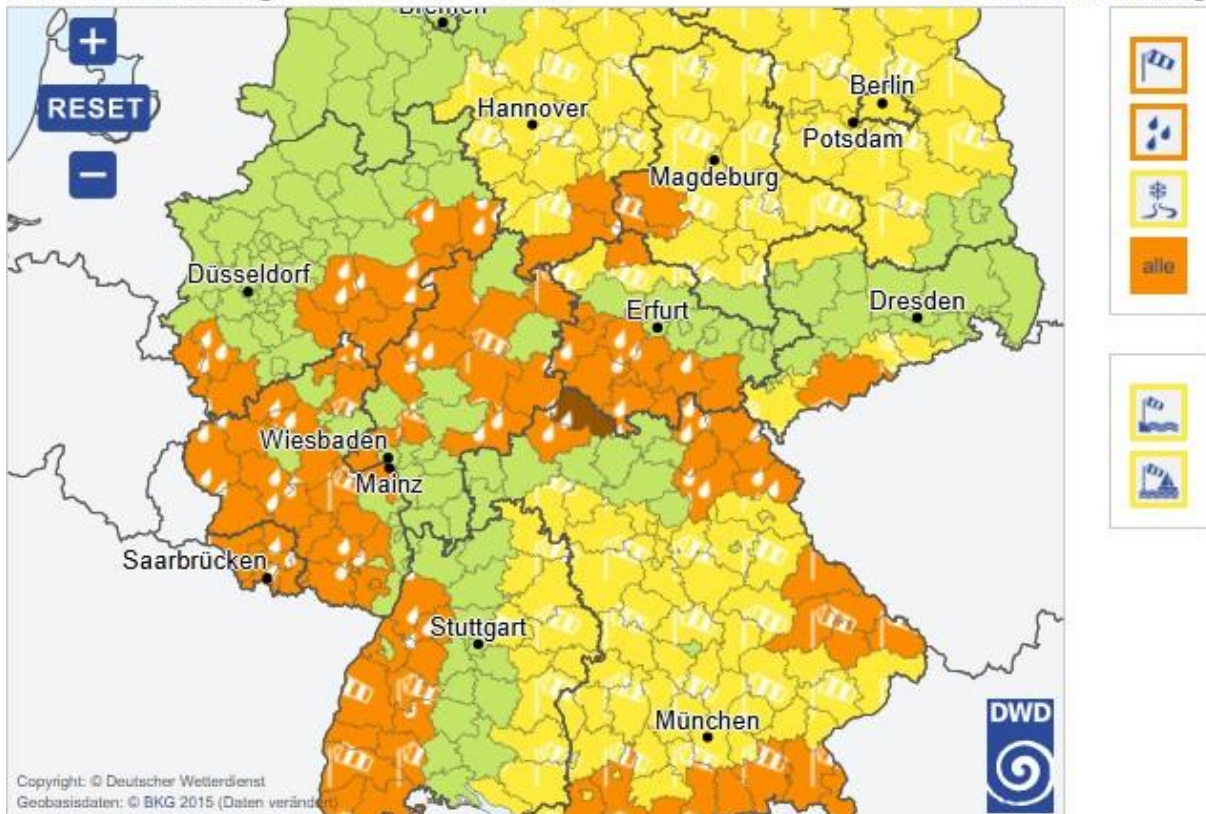 Bremen
+
RESET
−
Berlin
Hannover
Potsdam
Magdeburg
Düsseldorf
Erfurt
Dresden
Wiesbaden
Mainz
Saarbrücken
Stuttgart
München
DWD
Copyright: © Deutscher Wetterdienst
Geobasisdaten: © BKG 2015 (Daten verändert)
alle